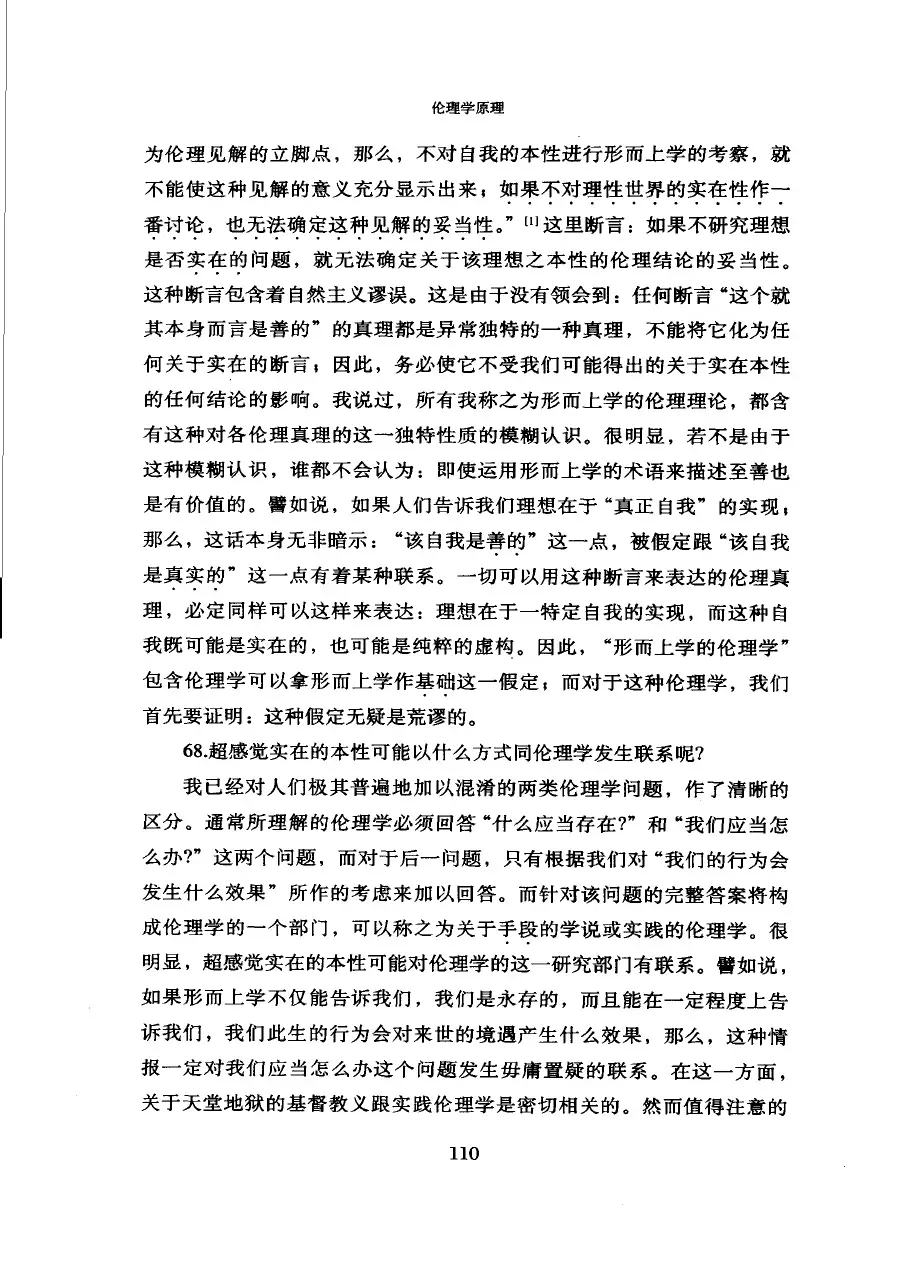 伦理学原理
为伦理见解的立脚点，那么，不对自我的本性进行形而上学的考察，就
不能使这种见解的意义充分显示出来；如果不对理性世界的实在性作一
番讨论，也无法确定这种见解的妥当性。”[1]这里断言：如果不研究理想
是否实在的问题，就无法确定关于该理想之本性的伦理结论的妥当性。
这种断言包含着自然主义谬误。这是由于没有领会到：任何断言“这个就
其本身而言是善的”的真理都是异常独特的一种真理，不能将它化为任
何关于实在的断言；因此，务必使它不受我们可能得出的关于实在本性
的任何结论的影响。我说过，所有我称之为形而上学的伦理理论，都含
有这种对各伦理真理的这一独特性质的模糊认识。很明显，若不是由于
这种模糊认识，谁都不会认为：即使运用形而上学的术语来描述至善也
是有价值的。譬如说，如果人们告诉我们理想在于“真正自我”的实现；
那么，这话本身无非暗示：“该自我是善的”这一点，被假定跟“该自我
是真实的”这一点有着某种联系。一切可以用这种断言来表达的伦理真
理，必定同样可以这样来表达：理想在于一特定自我的实现，而这种自
我既可能是实在的，也可能是纯粹的虚构。因此，“形而上学的伦理学”
包含伦理学可以拿形而上学作基础这一假定；而对于这种伦理学，我们
首先要证明：这种假定无疑是荒谬的。
68.超感觉实在的本性可能以什么方式同伦理学发生联系呢?
我已经对人们极其普遍地加以混淆的两类伦理学问题，作了清晰的
区分。通常所理解的伦理学必须回答“什么应当存在?”和“我们应当怎
么办?”这两个问题，而对于后一问题，只有根据我们对“我们的行为会
发生什么效果”所作的考虑来加以回答。而针对该问题的完整答案将构
成伦理学的一个部门，可以称之为关于手段的学说或实践的伦理学。很
明显，超感觉实在的本性可能对伦理学的这一研究部门有联系。譬如说，
如果形而上学不仅能告诉我们，我们是永存的，而且能在一定程度上告
诉我们，我们此生的行为会对来世的境遇产生什么效果，那么，这种情
报一定对我们应当怎么办这个问题发生毋庸置疑的联系。在这一方面，
关于天堂地狱的基督教义跟实践伦理学是密切相关的。然而值得注意的
110